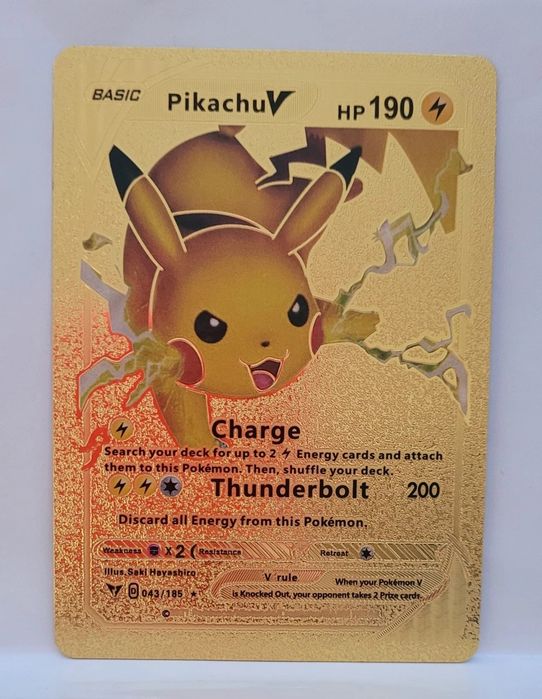 BASIC PikachuV HP 190
Charge
Search your deck for up to 2 Energy cards and attach
them to this Pokémon. Then, shuffle your deck.
Thunderbolt 200
Discard all Energy from this Pokémon.
Weakness x2 ( Resistance Retreat
Illus.Saki Hayashiro
V rule When your Pokémon V
is Knocked Out, your opponent takes 2 Prize cards.
D 043/185 ★
©